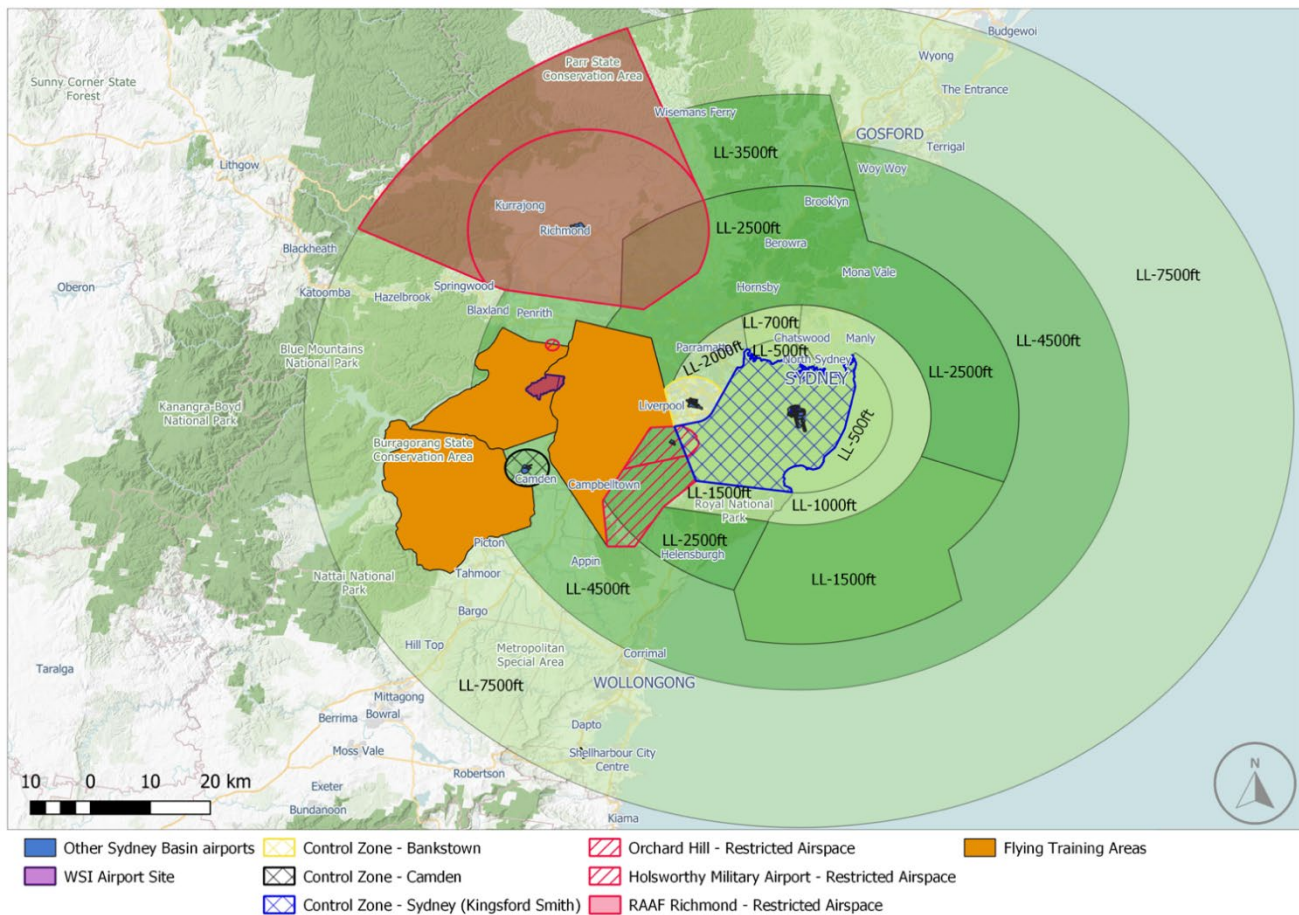 Budgewoi
Wyong
Parr State
Conservation Area
Sunny Corner State
Forest
The Entrance
Wisemans Ferry
GOSFORD
Terrigal
LL-3500ft
Lithgow
Woy Woy
Brooklyn
Kurrajong
Richmond
LL-2500ft
Berowra
Blackheath
Mona Vale
LL-7500ft
Oberon
Katoomba
Hazelbrook
Springwood
Hornsby
Blaxland
Penrith
LL-700ft
Chatswood
Manly
LL-4500ft
Blue Mountains
National Park
Parramatt
LL-2000ft
LL-500ft
North Sydney
SYDNEY
LL-2500ft
Kanangra-Boyd
National Park
Liverpool
LL-500ft
Burragorang State
Conservation Area
Camden
Campbelltown
LL-1500ft
Royal National
Park
LL-1000ft
Picton
LL-2500ft
Helensburgh
Appin
Nattai National
Park
Tahmoor
LL-4500ft
LL-1500ft
Bargo
Hill Top
Metropolitan
Special Area
Corrimal
Taralga
LL-7500ft
WOLLONGONG
Mittagong
Berrima
Bowral
Dapto
Moss Vale
Shellharbour City
Centre
10 0 10 20 km
Robertson
Exeter
Bundanoon
Kiama
N
Other Sydney Basin airports
Control Zone - Bankstown
Orchard Hill - Restricted Airspace
Flying Training Areas
WSI Airport Site
Control Zone - Camden
Holsworthy Military Airport - Restricted Airspace
Control Zone - Sydney (Kingsford Smith)
RAAF Richmond - Restricted Airspace